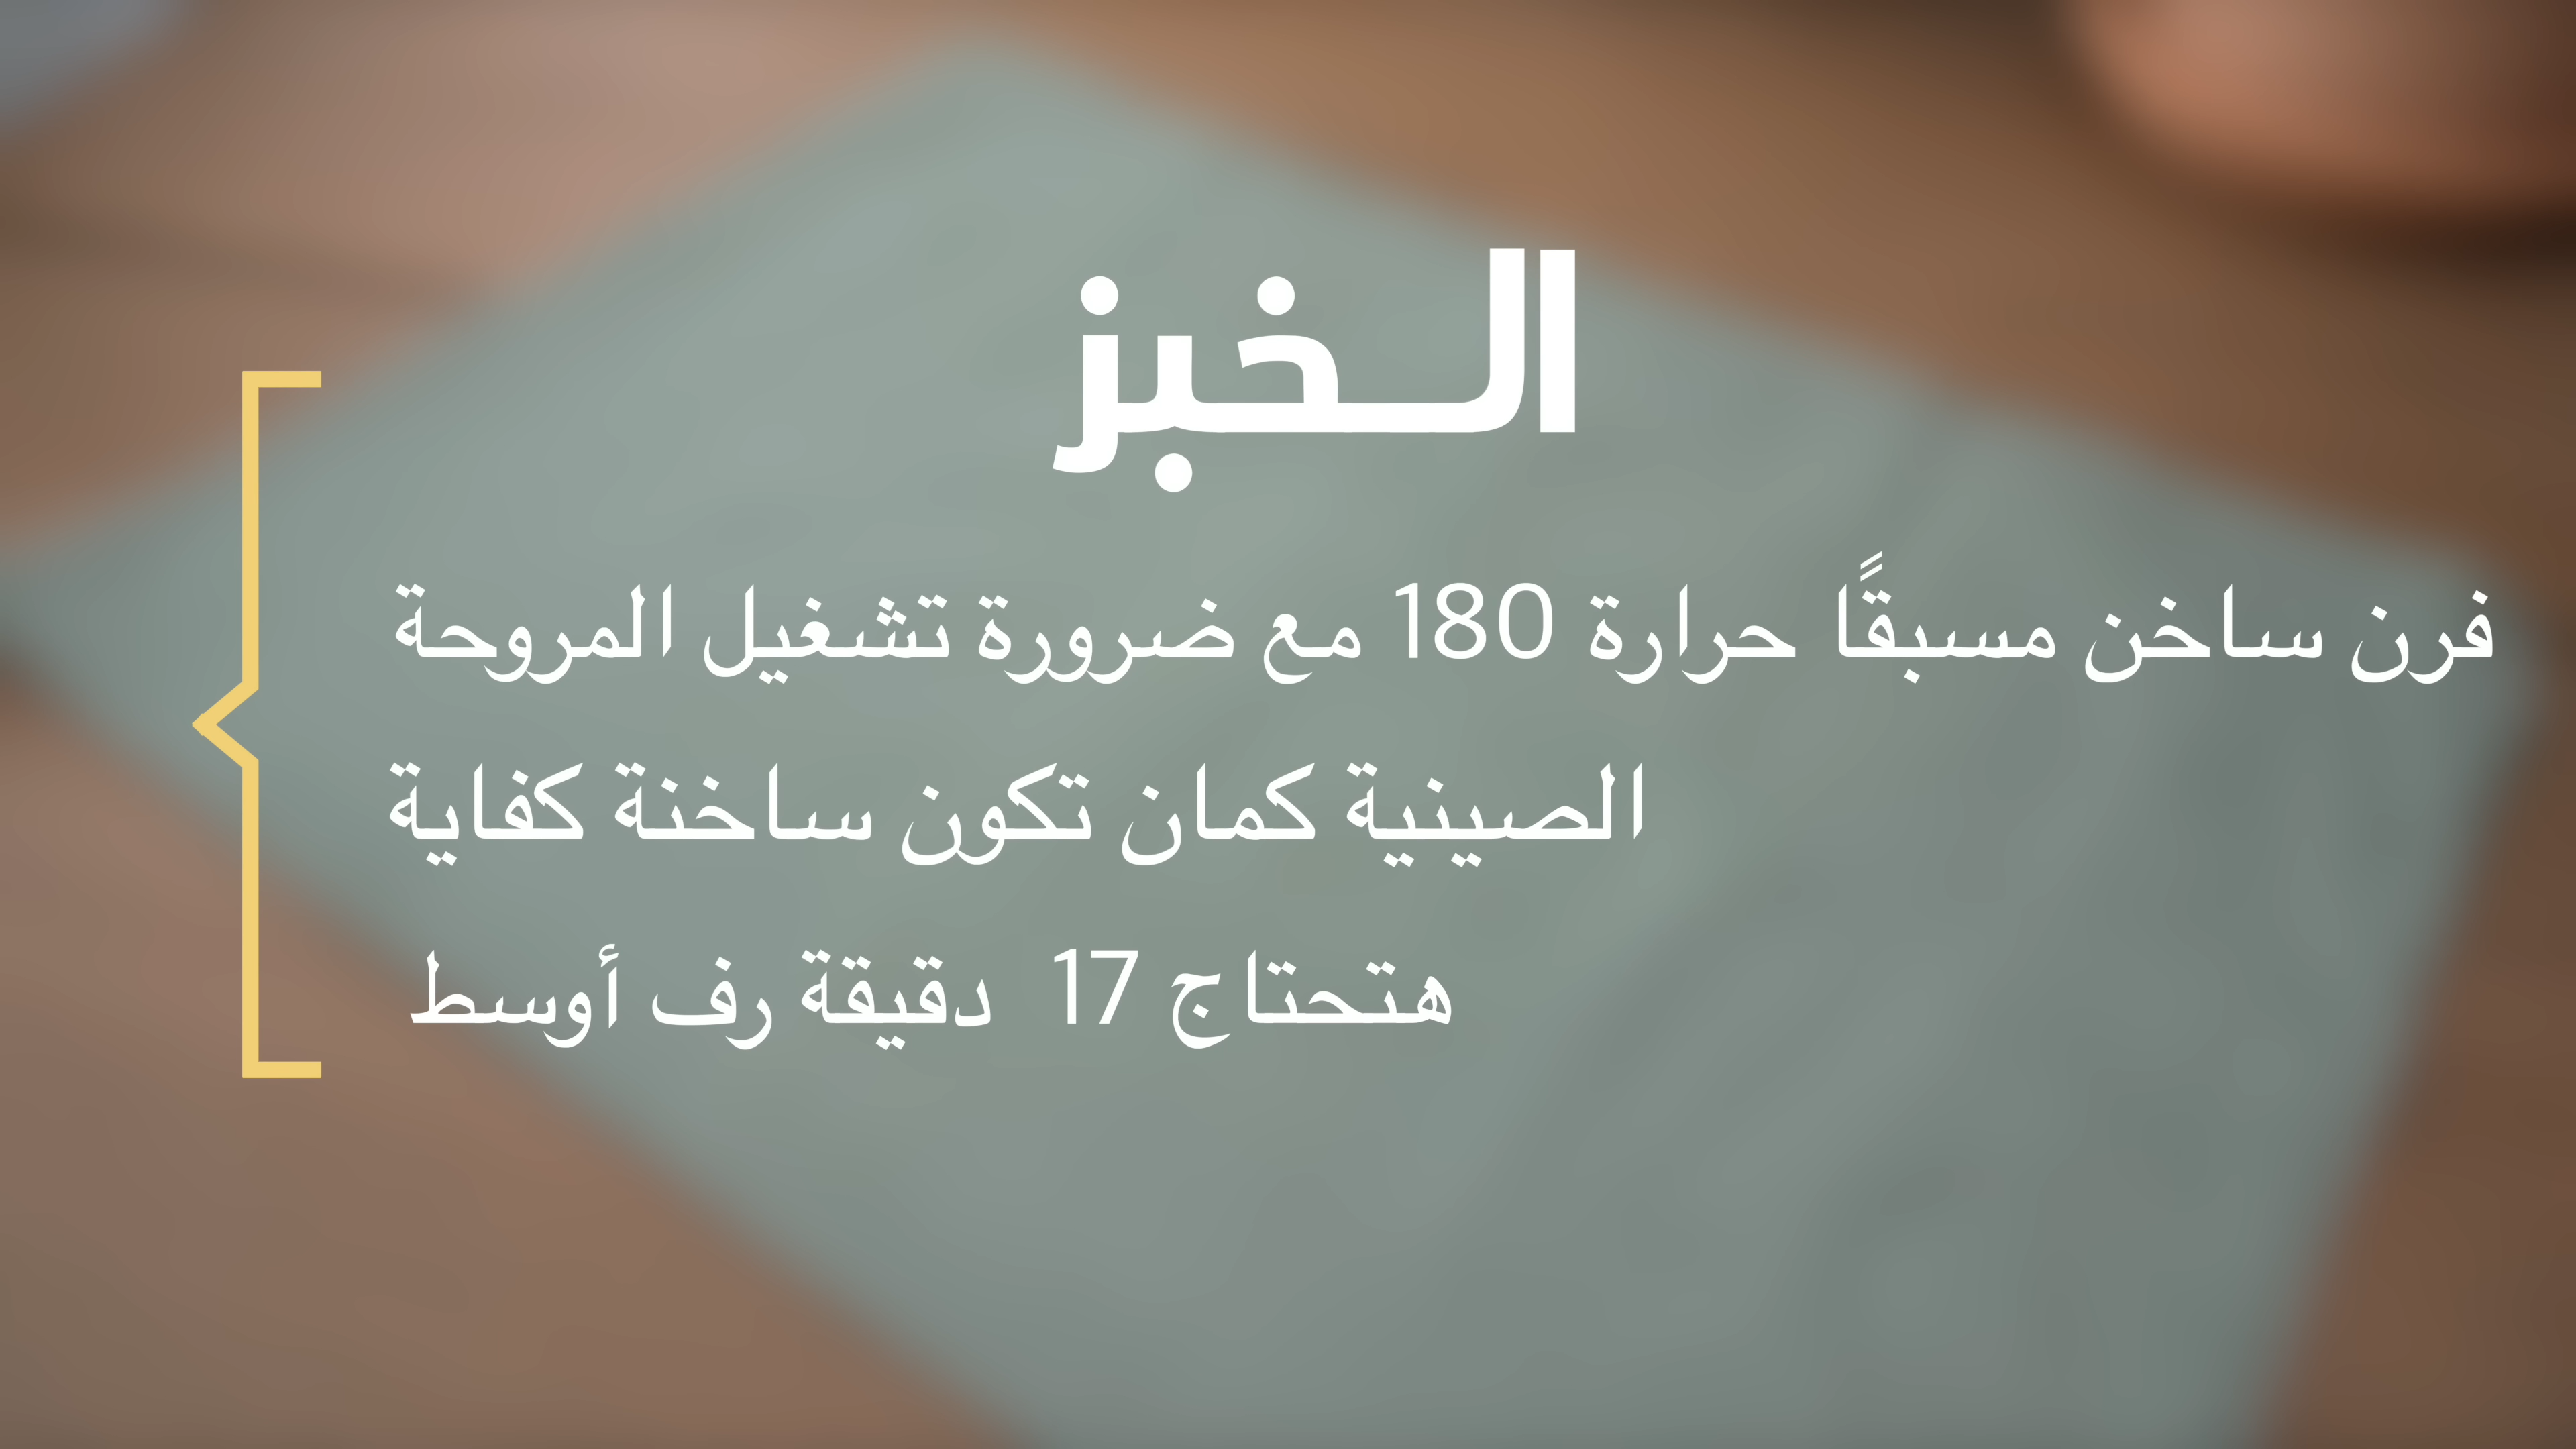 الـخبز
فرن ساخن مسبقًا حرارة 180 مع ضرورة تشغيل المروحة
الصينية كمان تكون ساخنة كفاية
هتحتاج 17 دقيقة رف أوسط